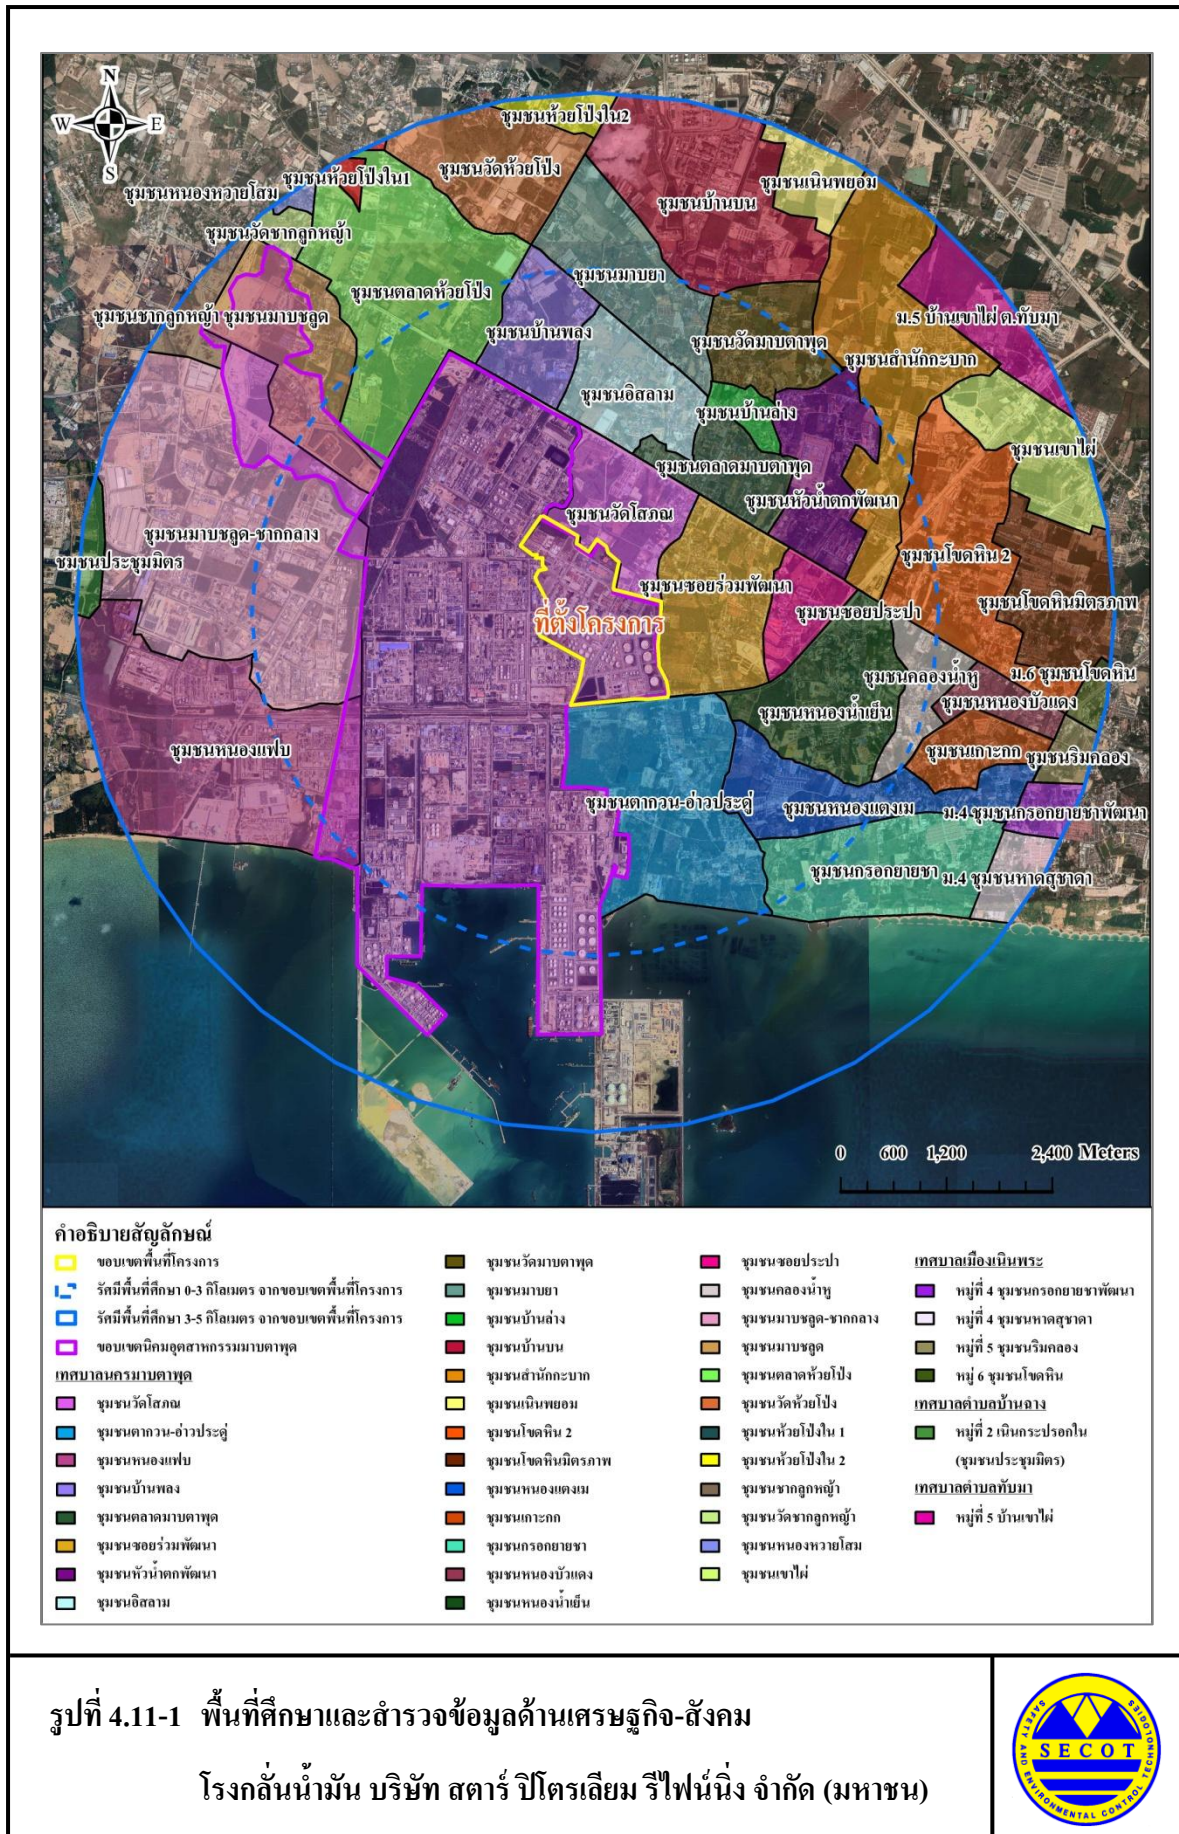 N
W E
S
ชุมชนห้วยโป่งใน2
ชุมชนวัดห้วยโป่ง
ชุมชนห้วยโป่งใน1
ชุมชนหนองหวายโสม
ชุมชนเนินพยอม
ชุมชนบ้านบน
ชุมชนวัดชากลูกหญ้า
ชุมชนมาบยา
ชุมชนตลาดห้วยโป่ง
ชุมชนชากลูกหญ้า
ชุมชนมาบชลูด
ม.5 บ้านเขาไผ่ ต.ทับมา
ชุมชนบ้านพลง
ชุมชนวัดมาบตาพุด
ชุมชนสำนักกะบาก
ชุมชนอิสลาม
ชุมชนบ้านล่าง
ชุมชนเขาไผ่
ชุมชนตลาดมาบตาพุด
ชุมชนหัวน้ำตกพัฒนา
ชุมชนวัดโสภณ
ชุมชนมาบชลูด-ชากกลาง
ชุมชนประชุมมิตร
ชุมชนโขดหิน 2
ชุมชนซอยร่วมพัฒนา
ชุมชนซอยประปา
ชุมชนโขดหินมิตรภาพ
ที่ตั้งโครงการ
ชุมชนคลองน้ำหู
ม.6 ชุมชนโขดหิน
ชุมชนหนองบัวแดง
ชุมชนหนองน้ำเย็น
ชุมชนหนองแฟบ
ชุมชนเกาะกก
ชุมชนริมคลอง
ชุมชนตากวน-อ่าวประดู่
ชุมชนหนองแตงเม
ม.4 ชุมชนกรอกยายชาพัฒนา
ชุมชนกรอกยายชา
ม.4 ชุมชนหาดสุชาดา
0 600 1,200 2,400 Meters
คำอธิบายสัญลักษณ์
ขอบเขตพื้นที่โครงการ
รัศมีพื้นที่ศึกษา 0-3 กิโลเมตร จากขอบเขตพื้นที่โครงการ
รัศมีพื้นที่ศึกษา 3-5 กิโลเมตร จากขอบเขตพื้นที่โครงการ
ขอบเขตนิคมอุตสาหกรรมมาบตาพุด
เทศบาลนครมาบตาพุด
ชุมชนวัดโสภณ
ชุมชนตากวน-อ่าวประดู่
ชุมชนหนองแฟบ
ชุมชนบ้านพลง
ชุมชนตลาดมาบตาพุด
ชุมชนซอยร่วมพัฒนา
ชุมชนหัวน้ำตกพัฒนา
ชุมชนอิสลาม
ชุมชนวัดมาบตาพุด
ชุมชนมาบยา
ชุมชนบ้านล่าง
ชุมชนบ้านบน
ชุมชนสำนักกะบาก
ชุมชนเนินพยอม
ชุมชนโขดหิน 2
ชุมชนโขดหินมิตรภาพ
ชุมชนหนองแตงเม
ชุมชนเกาะกก
ชุมชนกรอกยายชา
ชุมชนหนองบัวแดง
ชุมชนหนองน้ำเย็น
ชุมชนซอยประปา
ชุมชนคลองน้ำหู
ชุมชนมาบชลูด-ชากกลาง
ชุมชนมาบชลูด
ชุมชนตลาดห้วยโป่ง
ชุมชนวัดห้วยโป่ง
ชุมชนห้วยโป่งใน 1
ชุมชนห้วยโป่งใน 2
ชุมชนชากลูกหญ้า
ชุมชนวัดชากลูกหญ้า
ชุมชนหนองหวายโสม
ชุมชนเขาไผ่
เทศบาลเมืองเนินพระ
หมู่ที่ 4 ชุมชนกรอกยายชาพัฒนา
หมู่ที่ 4 ชุมชนหาดสุชาดา
หมู่ที่ 5 ชุมชนริมคลอง
หมู่ 6 ชุมชนโขดหิน
เทศบาลตำบลบ้านฉาง
หมู่ที่ 2 เนินกระปรอกใน
(ชุมชนประชุมมิตร)
เทศบาลตำบลทับมา
หมู่ที่ 5 บ้านเขาไผ่
รูปที่ 4.11-1 พื้นที่ศึกษาและสำรวจข้อมูลด้านเศรษฐกิจ-สังคม
โรงกลั่นน้ำมัน บริษัท สตาร์ ปิโตรเลียม รีไฟน์นิ่ง จำกัด (มหาชน)
SAFETY AND ENVIRONMENTAL CONTROL TECHNOLOGIES
SECOT